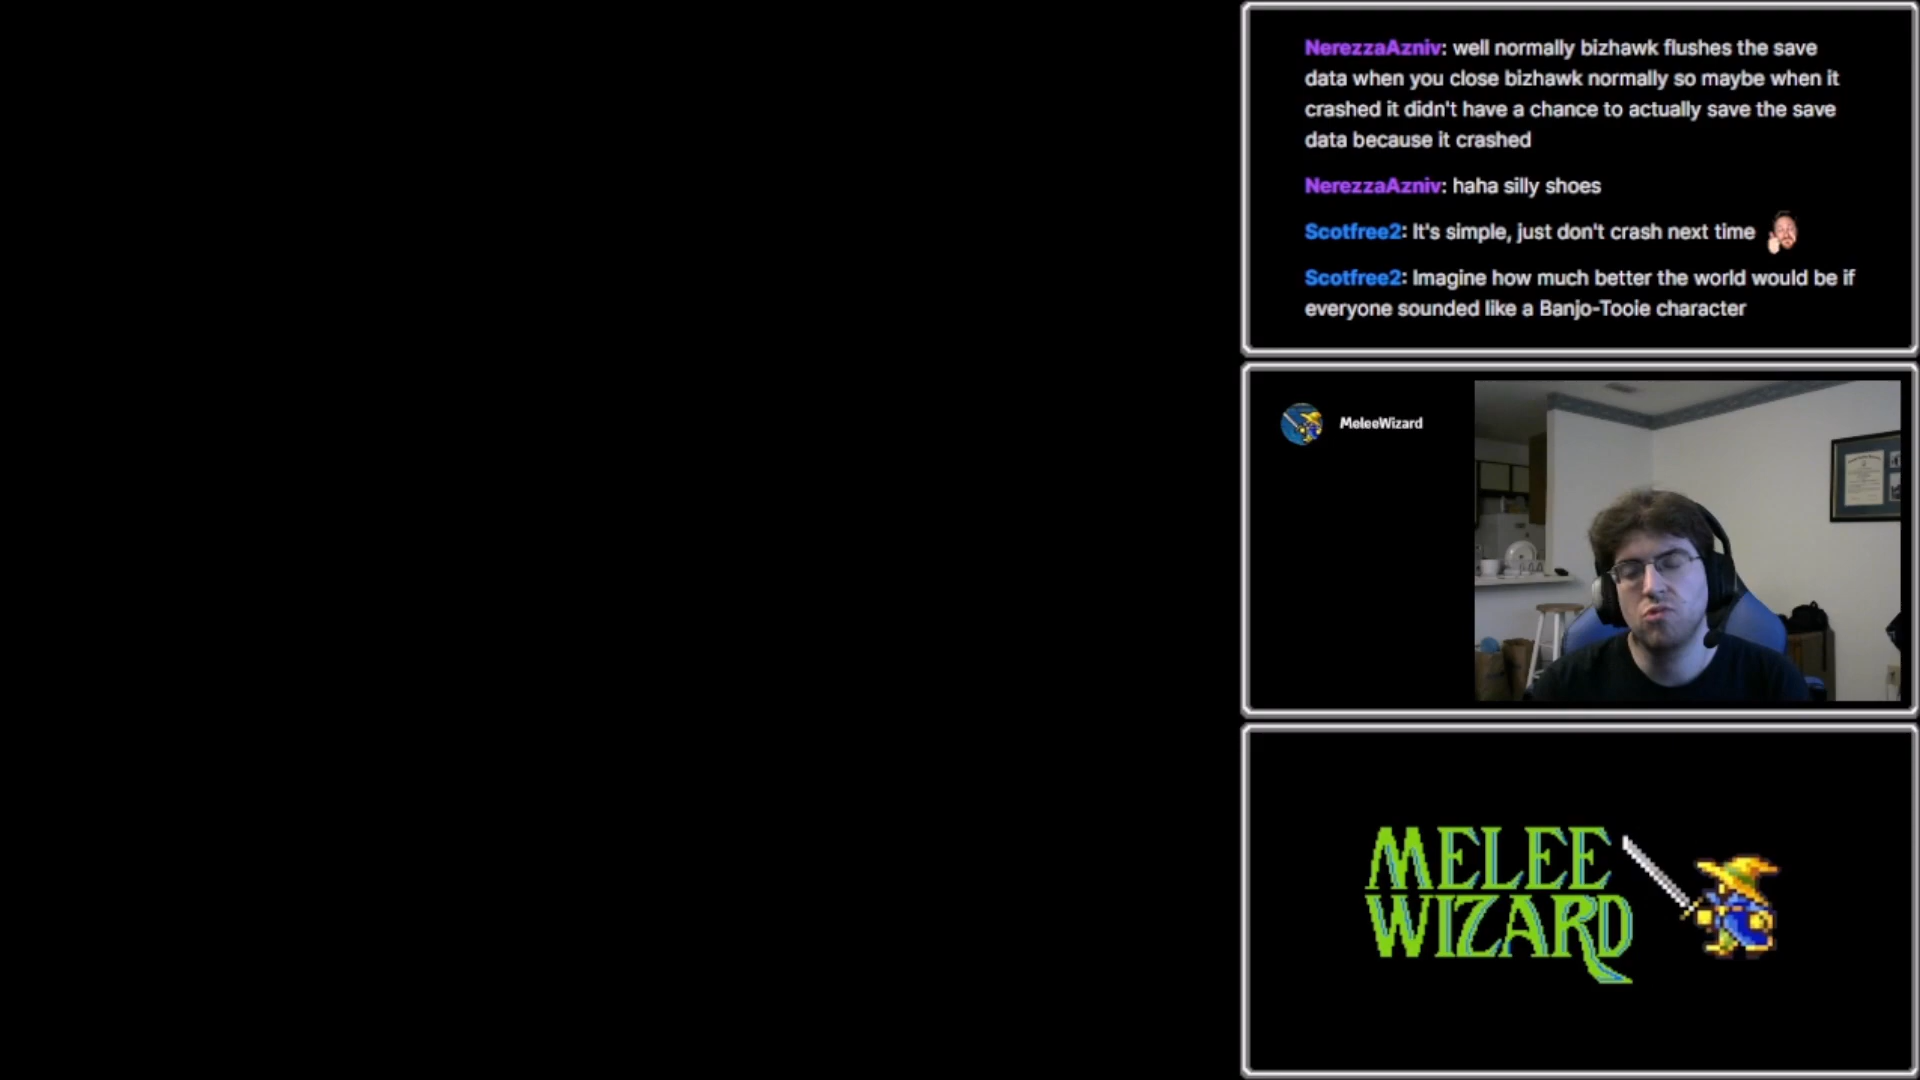 NerezzaAzniv: well normally bizhawk flushes the save
data when you close bizhawk normally so maybe when it
crashed it didn't have a chance to actually save the save
data because it crashed
NerezzaAzniv: haha silly shoes
Scotfree2: It's simple, just don't crash next time
Scotfree2: Imagine how much better the world would be if
everyone sounded like a Banjo-Tooie character
MeleeWizard
MELEE
WIZARD